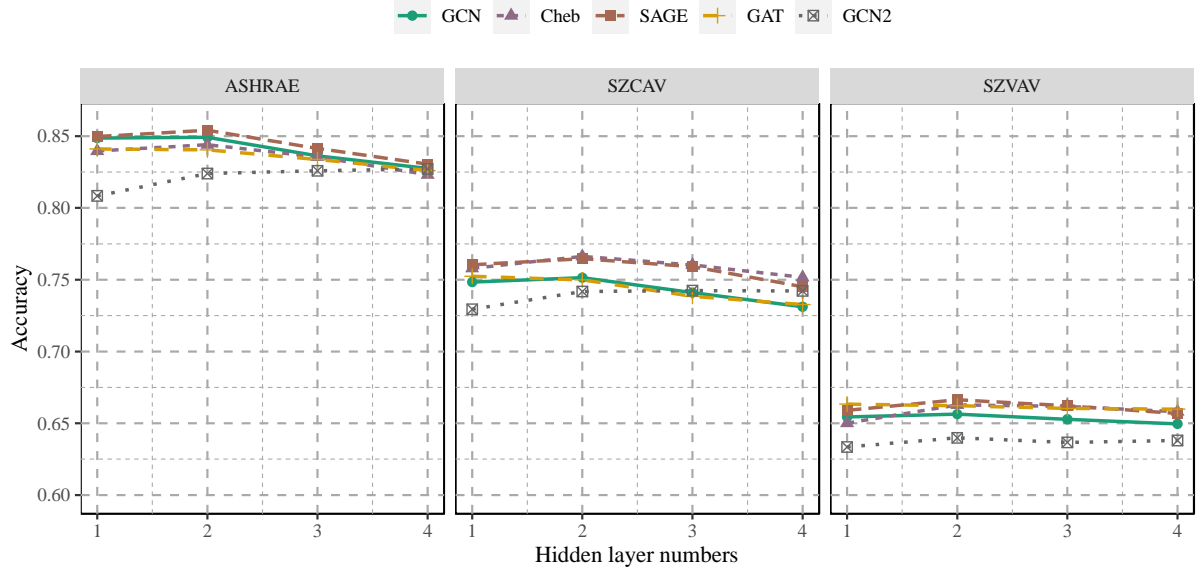 GCN Cheb SAGE GAT GCN2
ASHRAE SZCAV SZVAV
Accuracy
0.85
0.80
0.75
0.70
0.65
0.60
1 2 3 4 1 2 3 4 1 2 3 4
Hidden layer numbers